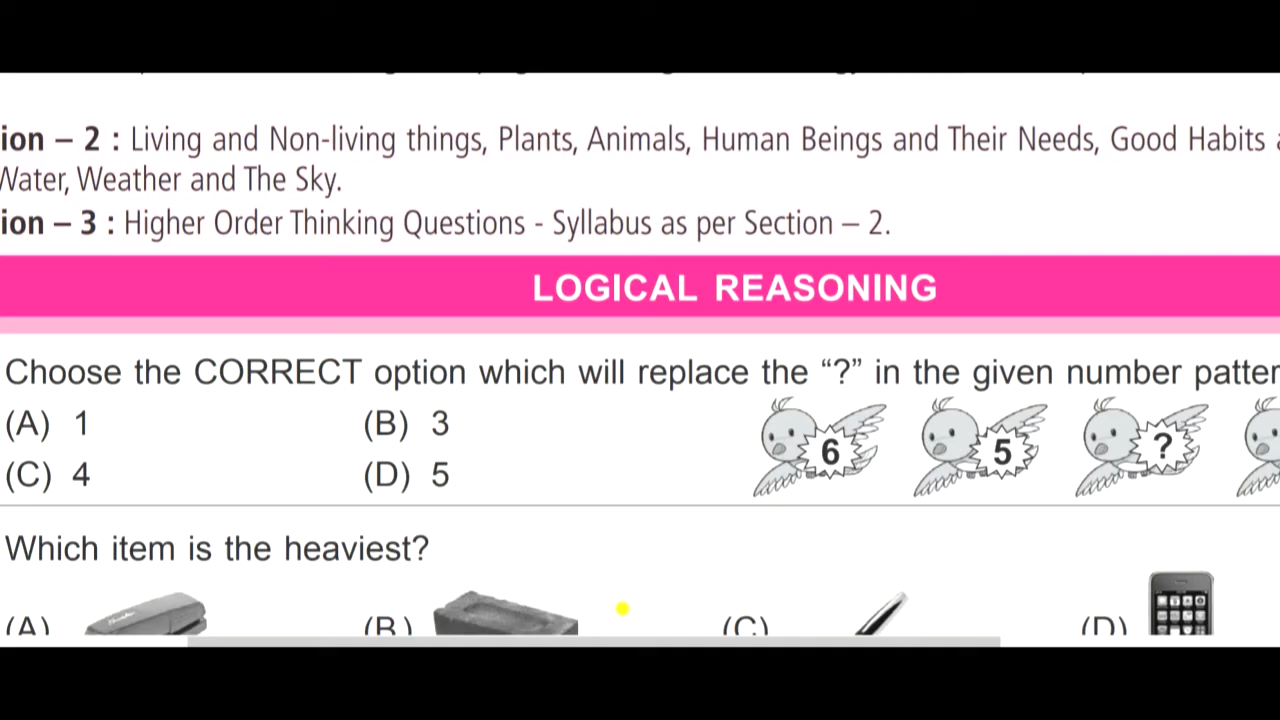 ion – 2 : Living and Non-living things, Plants, Animals, Human Beings and Their Needs, Good Habits
Water, Weather and The Sky.
ion – 3 : Higher Order Thinking Questions - Syllabus as per Section – 2.
LOGICAL REASONING
Choose the CORRECT option which will replace the “?” in the given number patter
(A) 1 (B) 3
(C) 4 (D) 5
6 5 ?
Which item is the heaviest?
(A) (B) (C) (D)